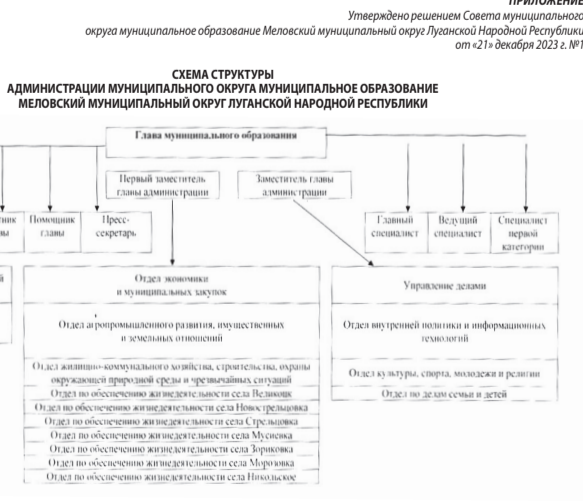 ПРИЛОЖЕНИЕ
Утверждено решением Совета муниципального
округа муниципальное образование Меловский муниципальный округ Луганской Народной Республики
от «21» декабря 2023 г. №1
СХЕМА СТРУКТУРЫ
АДМИНИСТРАЦИИ МУНИЦИПАЛЬНОГО ОКРУГА МУНИЦИПАЛЬНОЕ ОБРАЗОВАНИЕ
МЕЛОВСКИЙ МУНИЦИПАЛЬНЫЙ ОКРУГ ЛУГАНСКОЙ НАРОДНОЙ РЕСПУБЛИКИ
Глава муниципального образования
Первый заместитель
главы администрации
Заместитель главы
администрации
Помощник
главы
Пресс-
секретарь
Главный
специалист
Ведущий
специалист
Специалист
первой
категории
Отдел экономики
и муниципальных закупок
Отдел агропромышленного развития, имущественных
и земельных отношений
Отдел жилищно-коммунального хозяйства, строительства, охраны
окружающей природной среды и чрезвычайных ситуаций
Отдел по обеспечению жизнедеятельности села Великоцк
Отдел по обеспечению жизнедеятельности села Новострельцовка
Отдел по обеспечению жизнедеятельности села Стрельцовка
Отдел по обеспечению жизнедеятельности села Мусиевка
Отдел по обеспечению жизнедеятельности села Зориковка
Отдел по обеспечению жизнедеятельности села Морозовка
Отдел по обеспечению жизнедеятельности села Никольское
Управление делами
Отдел внутренней политики и информационных
технологий
Отдел культуры, спорта, молодежи и религии
Отдел по делам семьи и детей